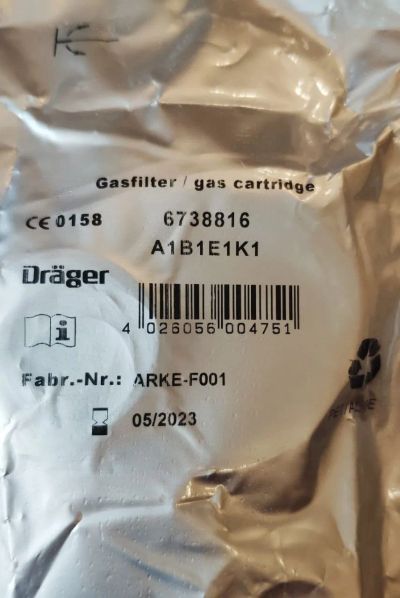 Gasfilter / gas cartridge
CE 0158 6738816
A1B1E1K1
Dräger
4 026056 004751
i
Fabr.-Nr.: ARKE-F001
05/2023